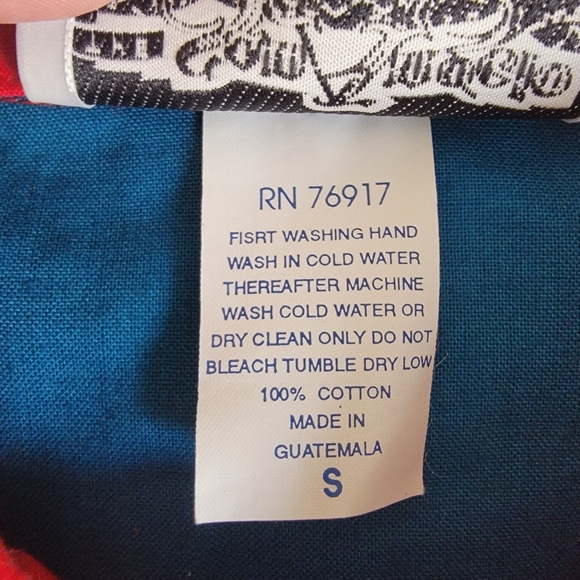 RN 76917
FISRT WASHING HAND
WASH IN COLD WATER
THEREAFTER MACHINE
WASH COLD WATER OR
DRY CLEAN ONLY DO NOT
BLEACH TUMBLE DRY LOW
100% COTTON
MADE IN
GUATEMALA
S